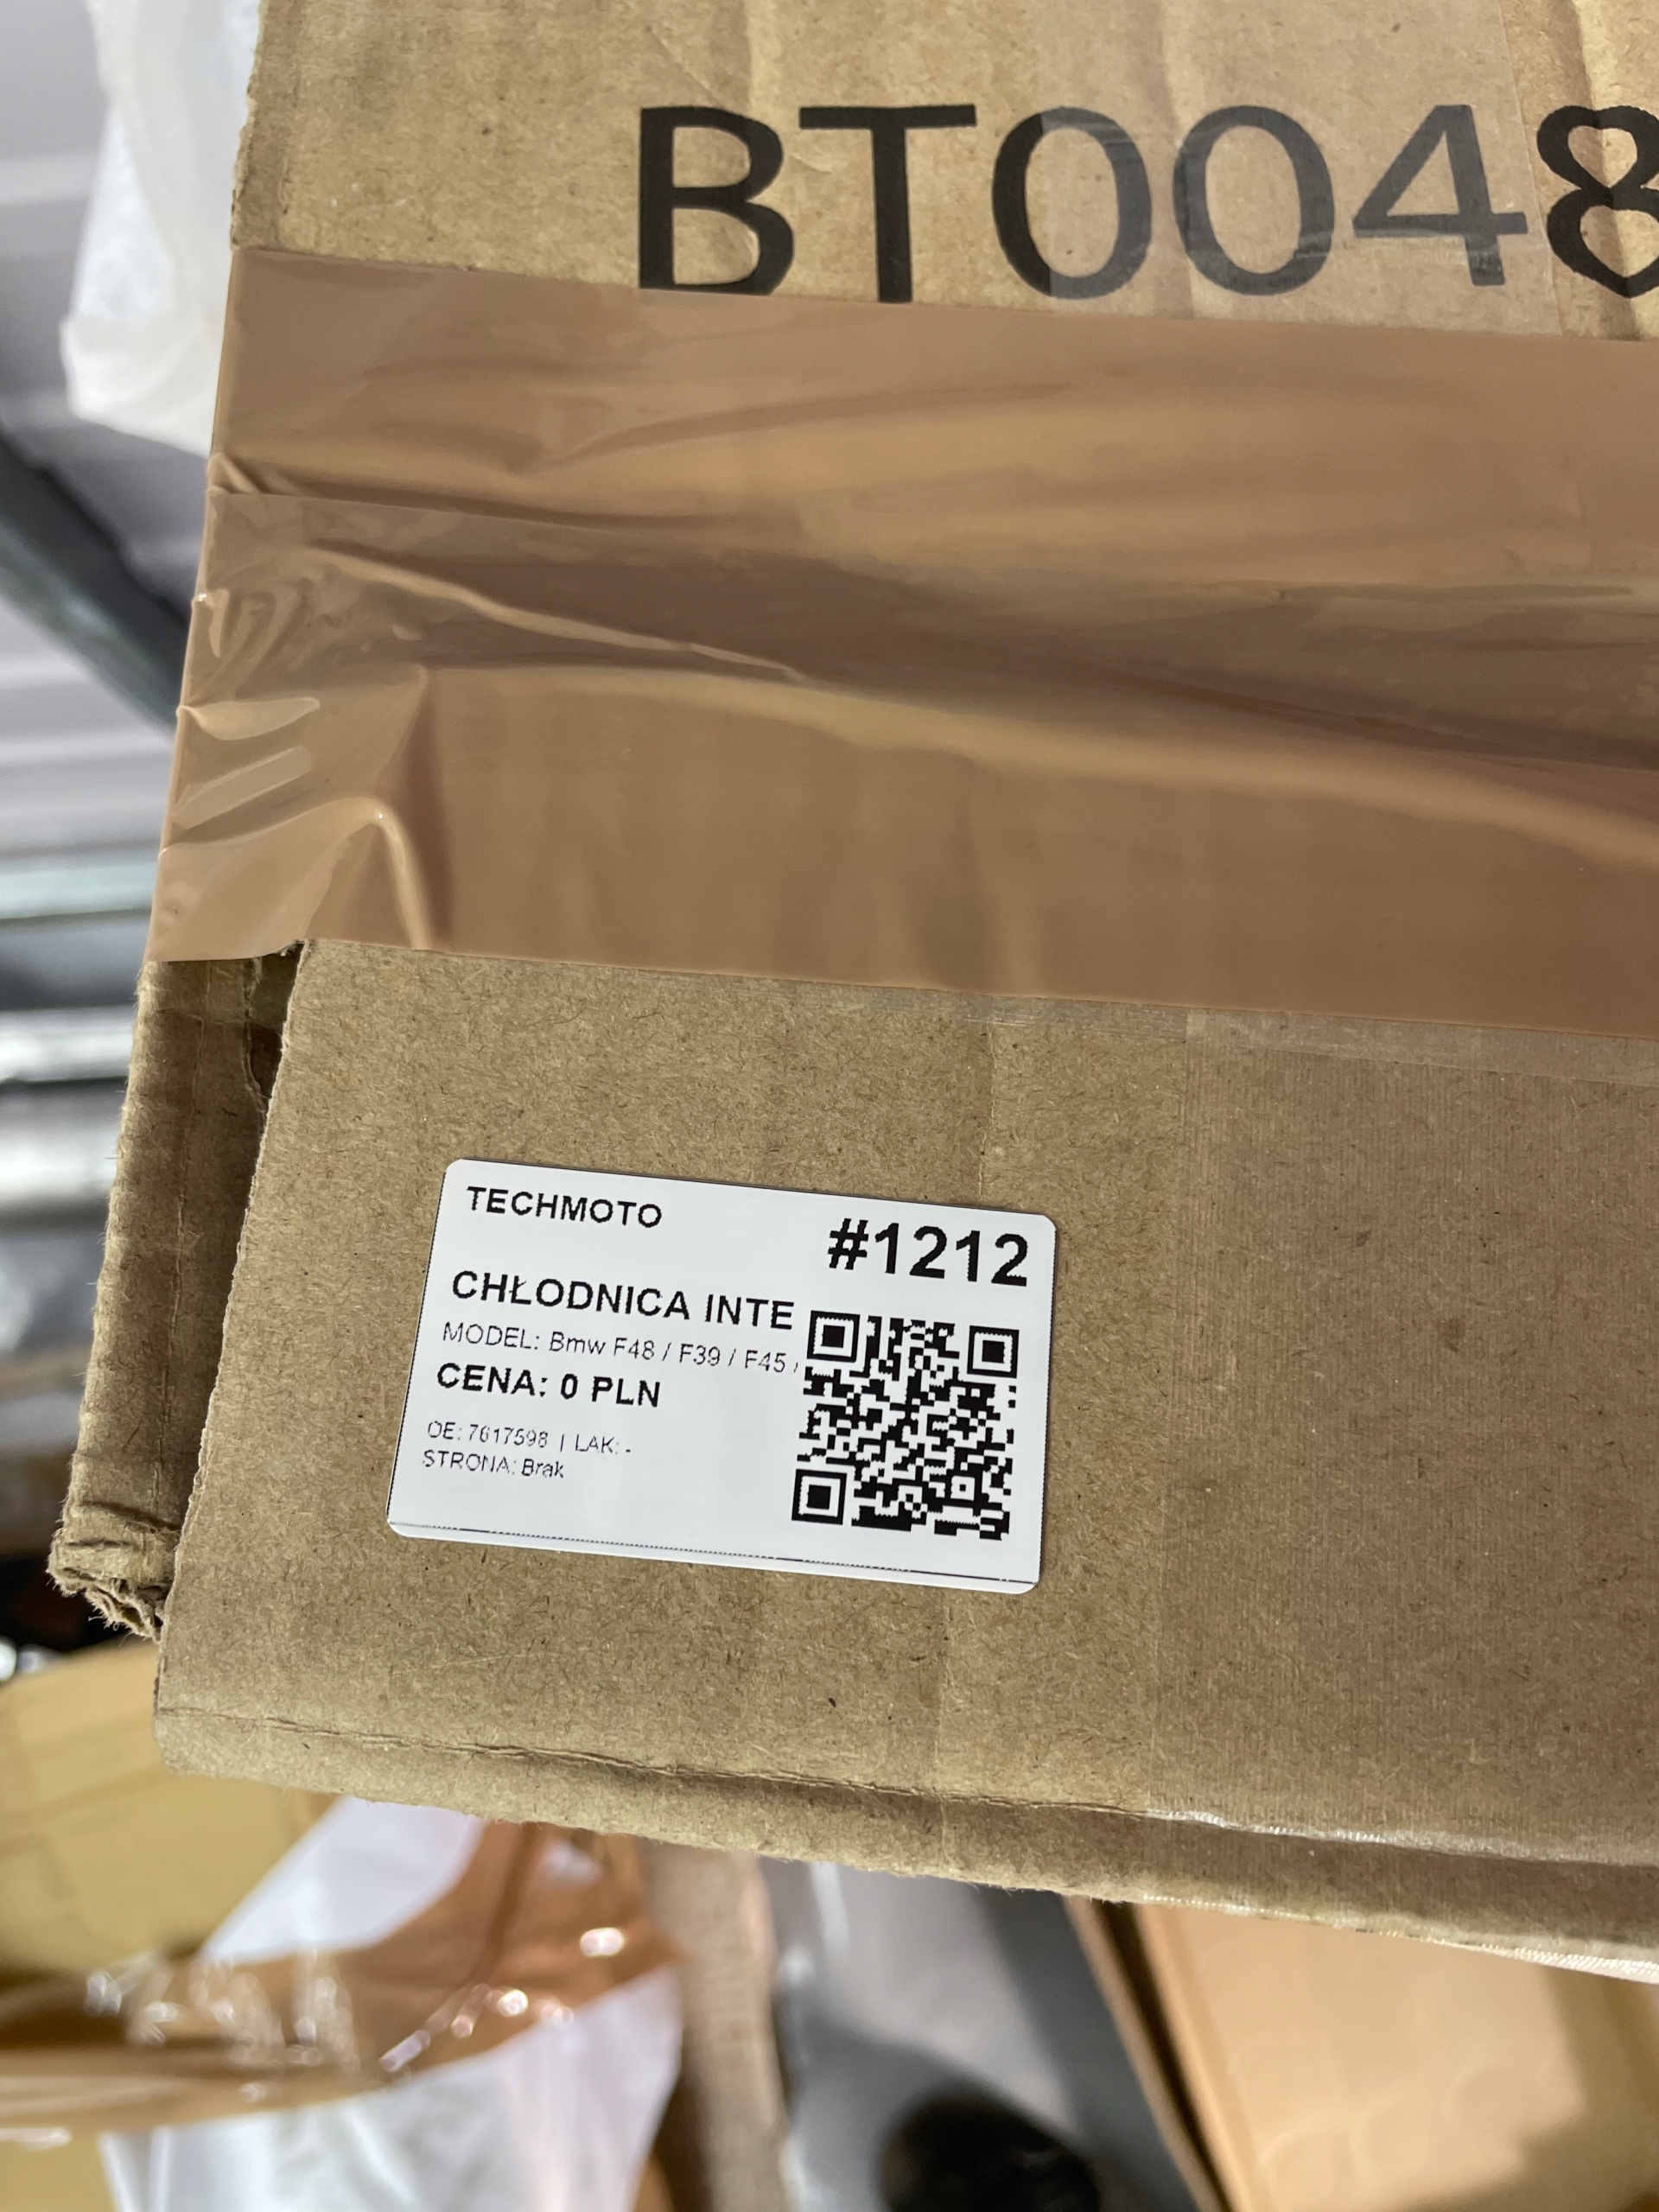 BT0048
TECHMOTO
#1212
CHŁODNICA INTE
MODEL: Bmw F48 / F39 / F45 /
CENA: 0 PLN
OE: 7617598 | LAK: -
STRONA: Brak